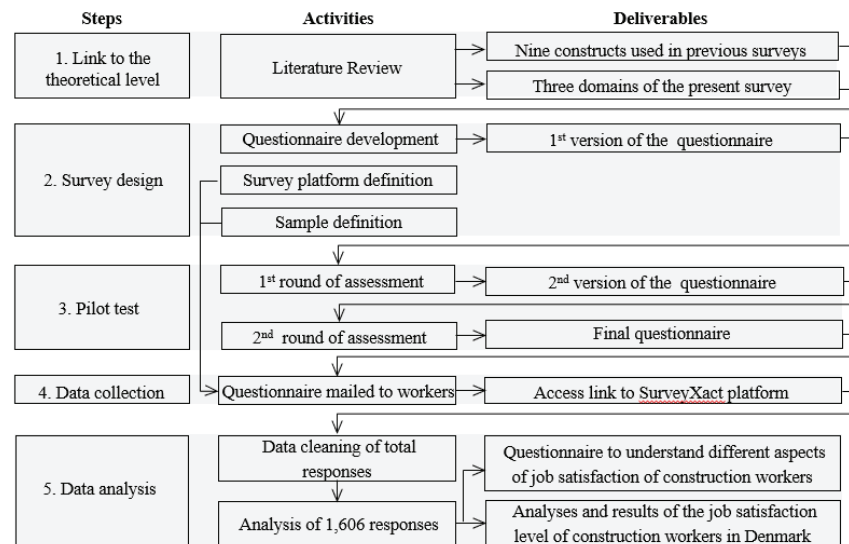 Steps
Activities
Deliverables
1. Link to the
theoretical level
Literature Review
Nine constructs used in previous surveys
Three domains of the present survey
2. Survey design
Questionnaire development
1st version of the questionnaire
Survey platform definition
Sample definition
3. Pilot test
1st round of assessment
2nd version of the questionnaire
2nd round of assessment
Final questionnaire
4. Data collection
Questionnaire mailed to workers
Access link to SurveyXact platform
5. Data analysis
Data cleaning of total
responses
Analysis of 1,606 responses
Questionnaire to understand different aspects
of job satisfaction of construction workers
Analyses and results of the job satisfaction
level of construction workers in Denmark